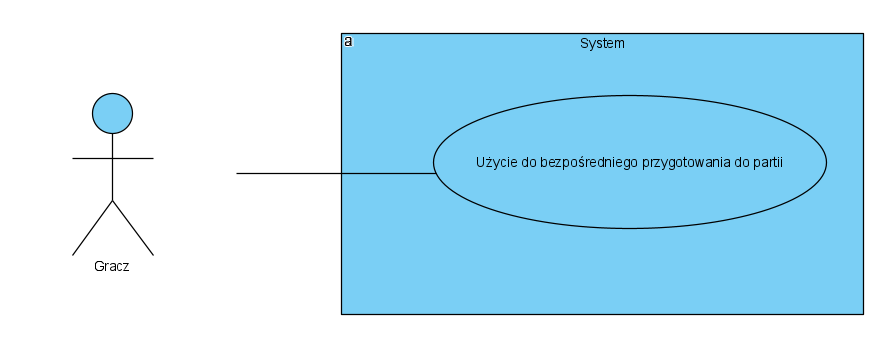 a
System
Użycie do bezpośredniego przygotowania do partii
Gracz